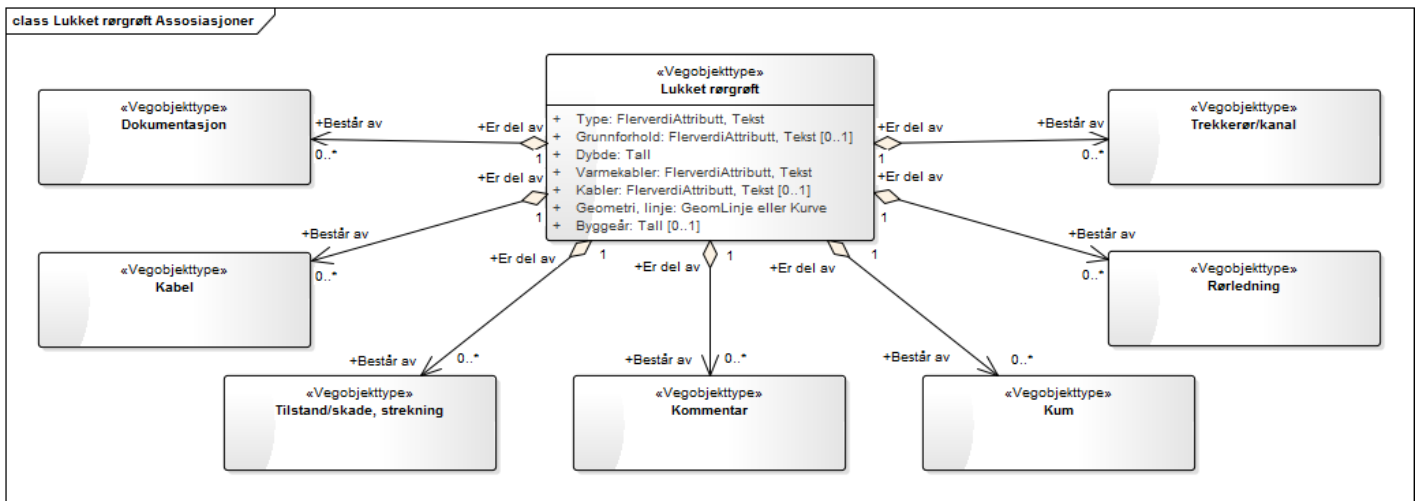 class Lukket rørgrøft Assosiasjoner
«Vegobjekttype»
Lukket rørgrøft
+ Type: FlerverdiAttributt, Tekst
+ Grunnforhold: FlerverdiAttributt, Tekst [0..1]
+ Dybde: Tall
+ Varmekabler: FlerverdiAttributt, Tekst
+ Kabler: FlerverdiAttributt, Tekst [0..1]
+ Geometri, linje: GeomLinje eller Kurve
+ Byggeår: Tall [0..1]
«Vegobjekttype»
Dokumentasjon
+Består av
0..*
+Er del av
1
«Vegobjekttype»
Trekkerør/kanal
+Er del av
1
+Består av
0..*
«Vegobjekttype»
Kabel
+Består av
0..*
+Er del av
1
«Vegobjekttype»
Rørledning
+Er del av
1
+Består av
0..*
+Er del av
1
+Består av
0..*
«Vegobjekttype»
Tilstand/skade, strekning
+Er del av
1
+Består av
0..*
«Vegobjekttype»
Kommentar
+Er del av
1
+Består av
0..*
«Vegobjekttype»
Kum